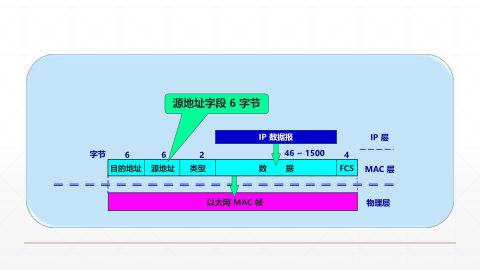 源地址字段 6 字节
IP 数据报
IP 层
字节 6 6 2 46 ~ 1500 4
目的地址 源地址 类型 数 据 FCS MAC 层
以太网 MAC 帧 物理层